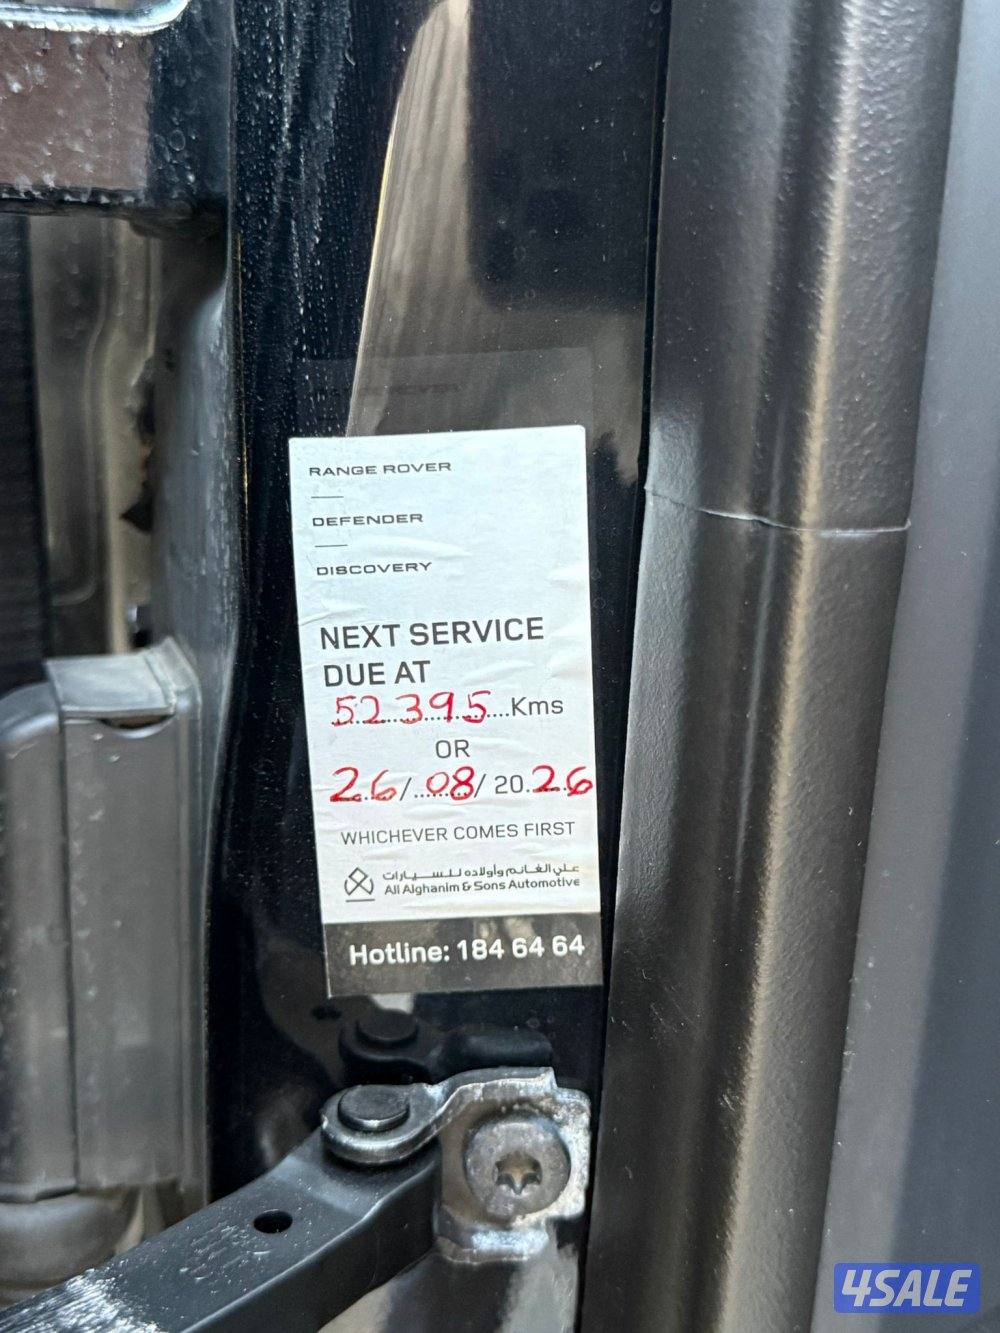 RANGE ROVER
DEFENDER
DISCOVERY
NEXT SERVICE
DUE AT
52395 Kms
OR
26/08/2026
WHICHEVER COMES FIRST
علي الغانم وأولاده للسيارات
Ali Alghanim & Sons Automotive
Hotline: 184 64 64
4SALE